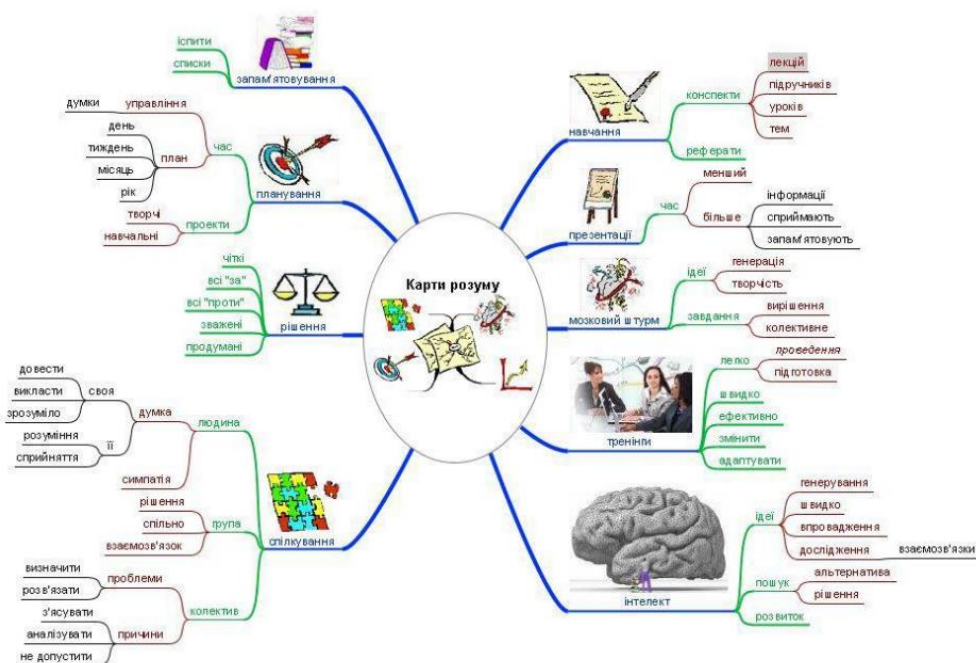 Карти розуму
запам'ятовування
іспити
списки
планування
час
управління
думки
план
день
тиждень
місяць
рік
проекти
творчі
навчальні
рішення
чіткі
всі "за"
всі "проти"
зважені
продумані
спілкування
людина
думка
своя
довести
викласти
зрозуміло
її
розуміння
сприйняття
симпатія
група
рішення
спільно
взаємозв'язок
колектив
проблеми
визначити
розв'язати
причини
з'ясувати
аналізувати
не допустити
навчання
конспекти
лекцій
підручників
уроків
тем
реферати
презентації
час
менший
більше
інформації
сприймають
запам'ятовують
мозковий штурм
ідеї
генерація
творчість
завдання
вирішення
колективне
тренінги
легко
проведення
підготовка
швидко
ефективно
змінити
адаптувати
інтелект
ідеї
генерування
швидко
впровадження
дослідження
взаємозв'язки
пошук
альтернатива
рішення
розвиток